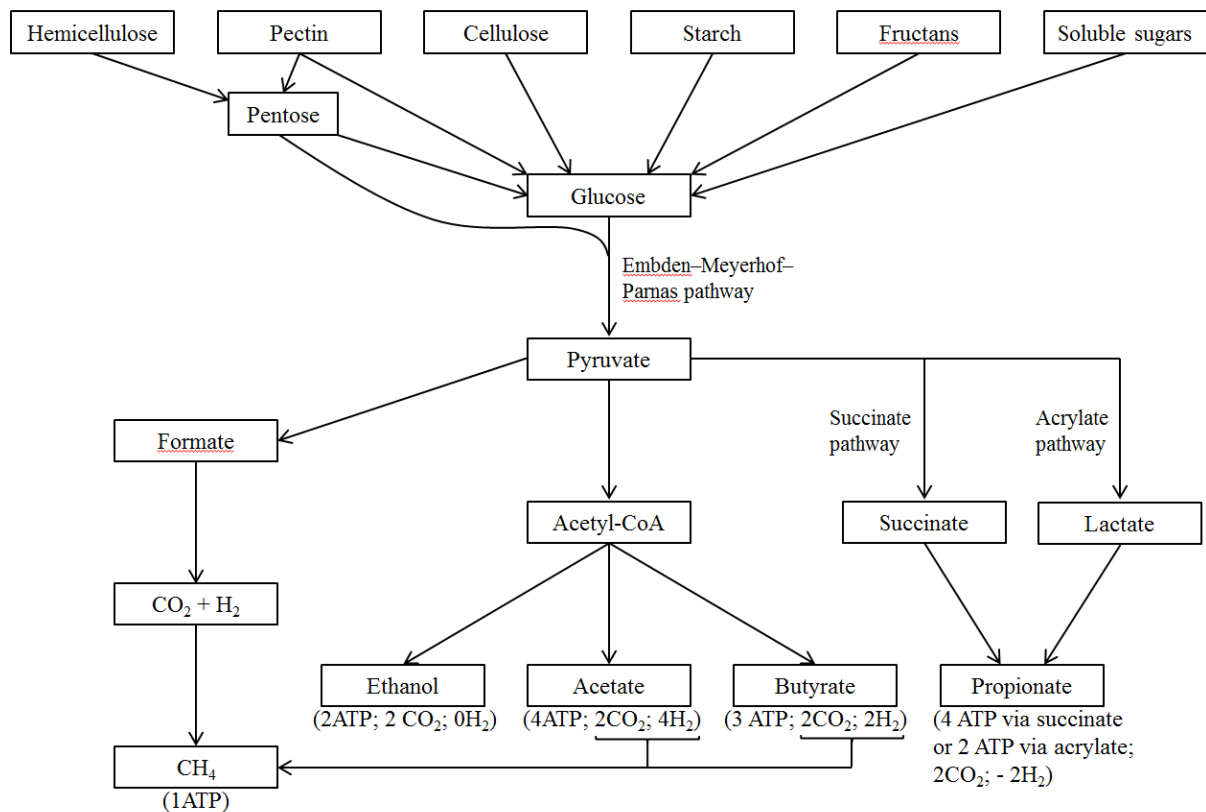 Hemicellulose
Pectin
Cellulose
Starch
Fructans
Soluble sugars
Pentose
Glucose
Embden–Meyerhof–
Parnas pathway
Pyruvate
Formate
Succinate
pathway
Acrylate
pathway
Acetyl-CoA
Succinate
Lactate
CO₂ + H₂
Ethanol
Acetate
Butyrate
Propionate
(2ATP; 2 CO₂; 0H₂)
(4ATP; 2CO₂; 4H₂)
(3 ATP; 2CO₂; 2H₂)
(4 ATP via succinate
or 2 ATP via acrylate;
2CO₂; - 2H₂)
CH₄
(1ATP)